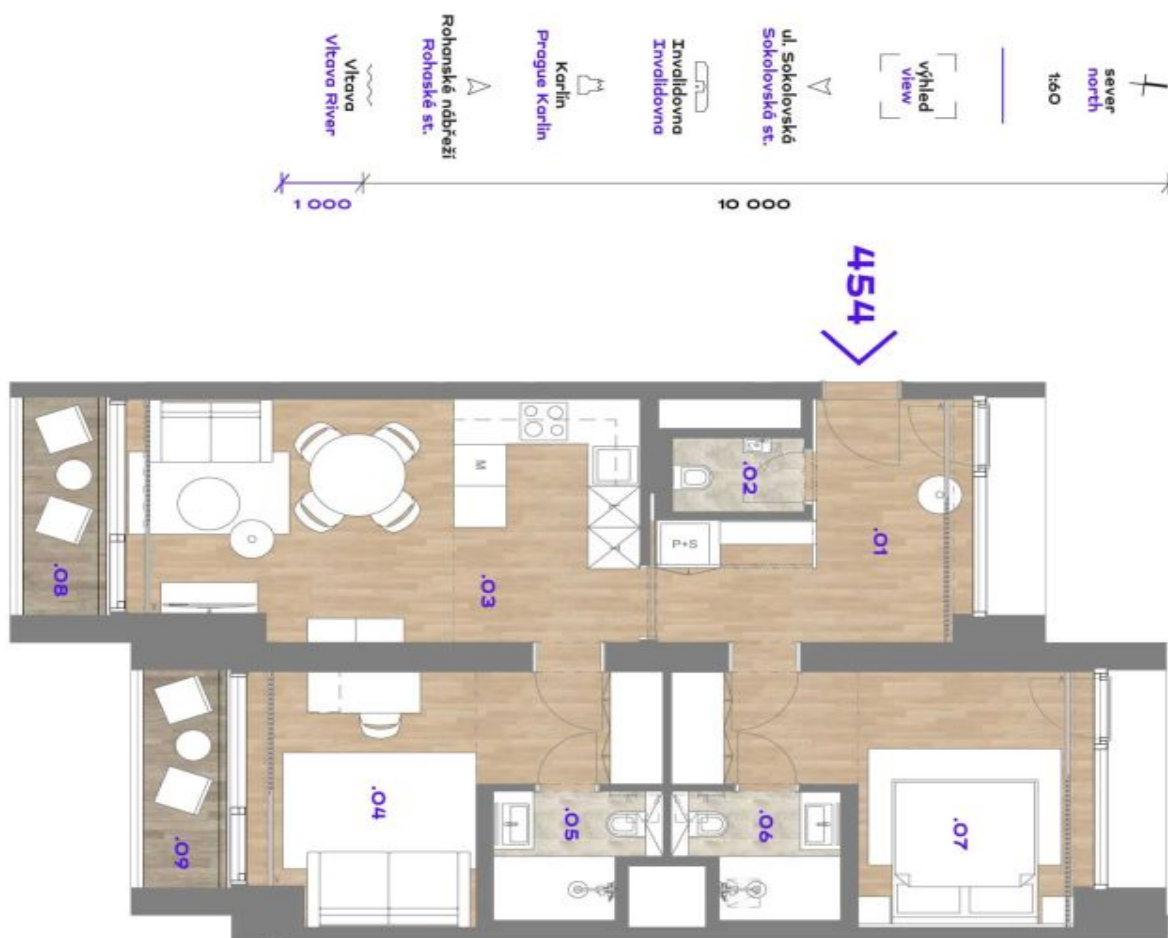 sever
north
1:60
výhled
view
ul. Sokolovská
Sokolovská st.
Invalidovna
Invalidovna
Karlín
Prague Karlin
Rohanské nábřeží
Rohaské st.
Vltava
Vltava River
1 000
10 000
454
.01
.02
P+S
.03
M
.04
.05
.06
.07
.08
.09